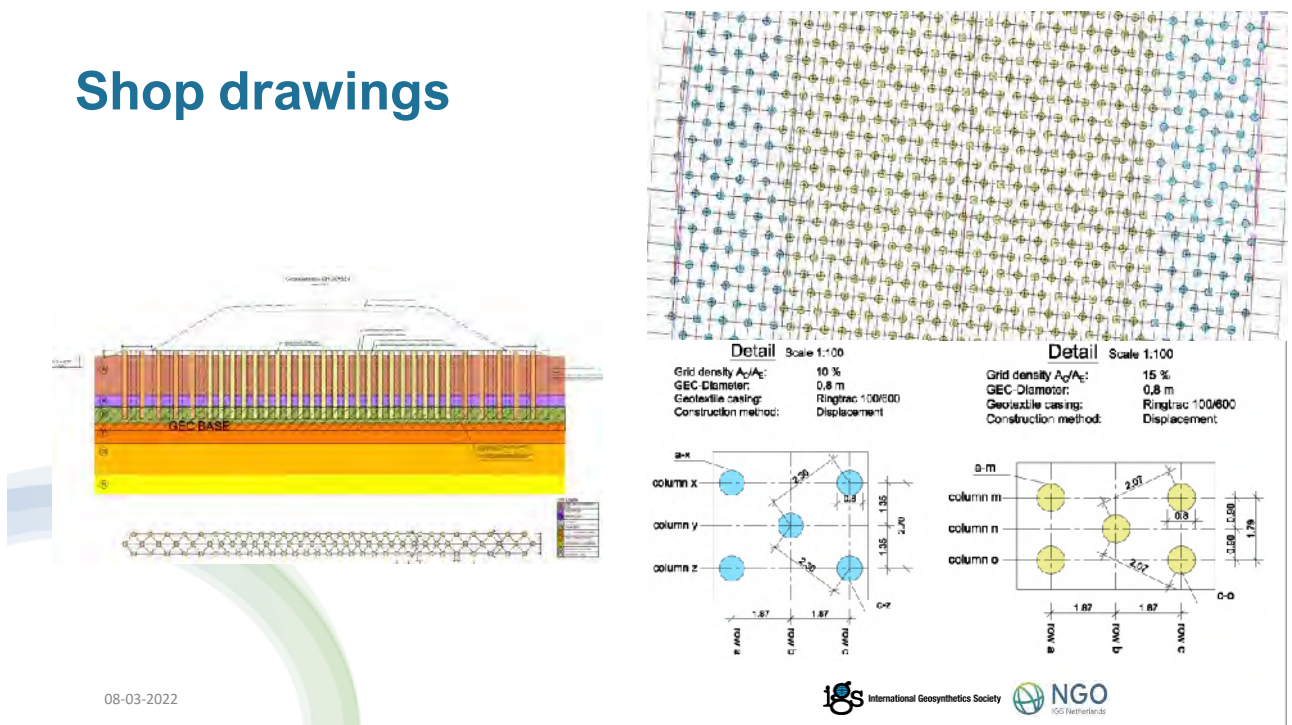 Shop drawings
GEC BASE
Detail Scale 1:100
Grid density AC/AE: 10 %
GEC-Diameter: 0,8 m
Geotextile casing: Ringtrac 100/600
Construction method: Displacement
a-x
column x
column y
column z
2.30
2.30
0.8
1.35
1.35
2.70
c-z
1.87
1.87
row a
row b
row c
Detail Scale 1:100
Grid density AC/AE: 15 %
GEC-Diameter: 0,8 m
Geotextile casing: Ringtrac 100/600
Construction method: Displacement
a-m
column m
column n
column o
2.07
2.07
0.8
0.90
0.90
1.79
c-o
1.87
1.87
row a
row b
row c
08-03-2022
igs International Geosynthetics Society
NGO
IGS Netherlands